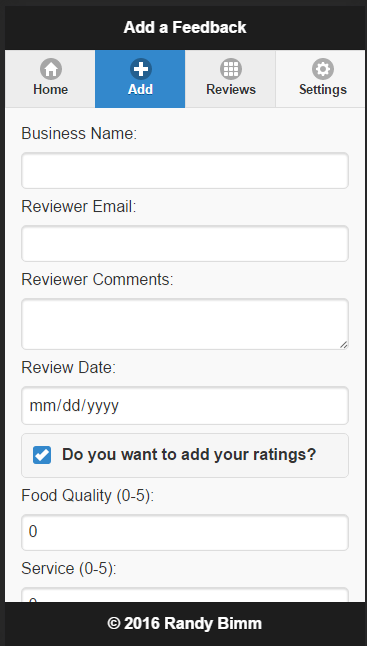 Add a Feedback
Home Add Reviews Settings
Business Name:
Reviewer Email:
Reviewer Comments:
Review Date:
mm/dd/yyyy
Do you want to add your ratings?
Food Quality (0-5):
0
Service (0-5):
© 2016 Randy Bimm